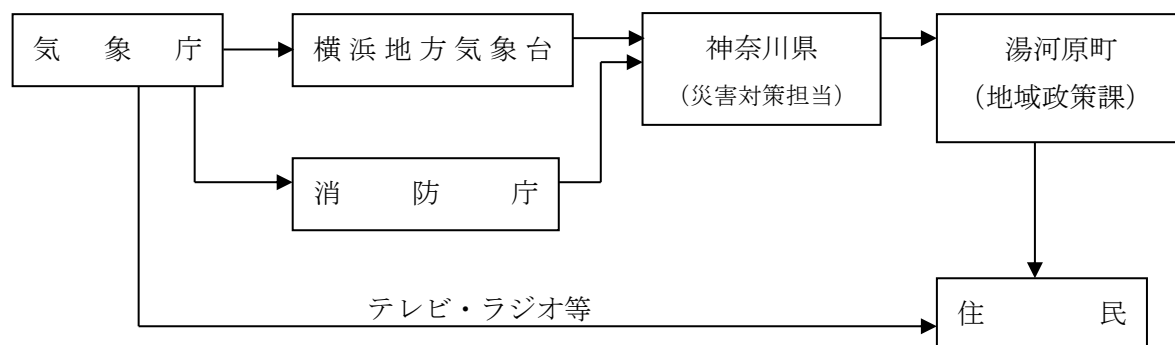 気象庁
横浜地方気象台
神奈川県
（災害対策担当）
湯河原町
（地域政策課）
消防庁
テレビ・ラジオ等
住民